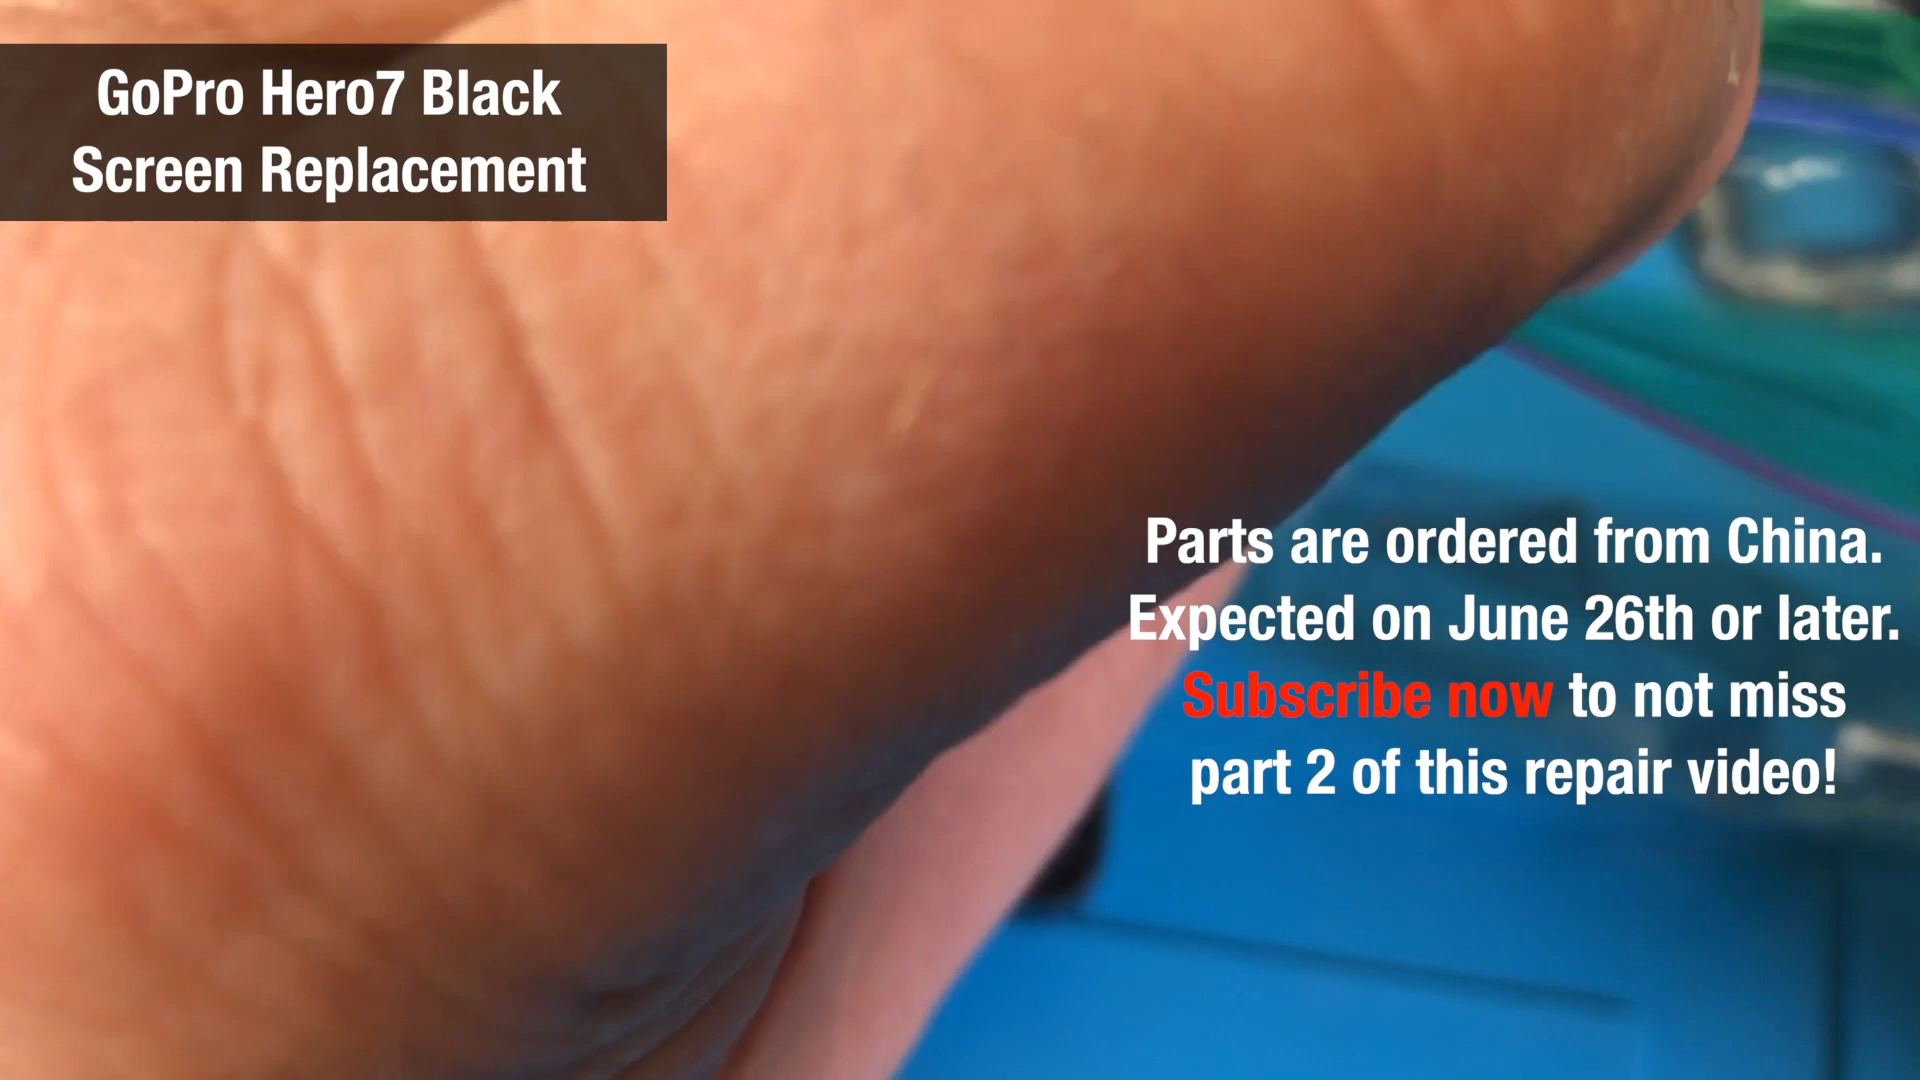 GoPro Hero7 Black
Screen Replacement
Parts are ordered from China.
Expected on June 26th or later.
Subscribe now to not miss
part 2 of this repair video!